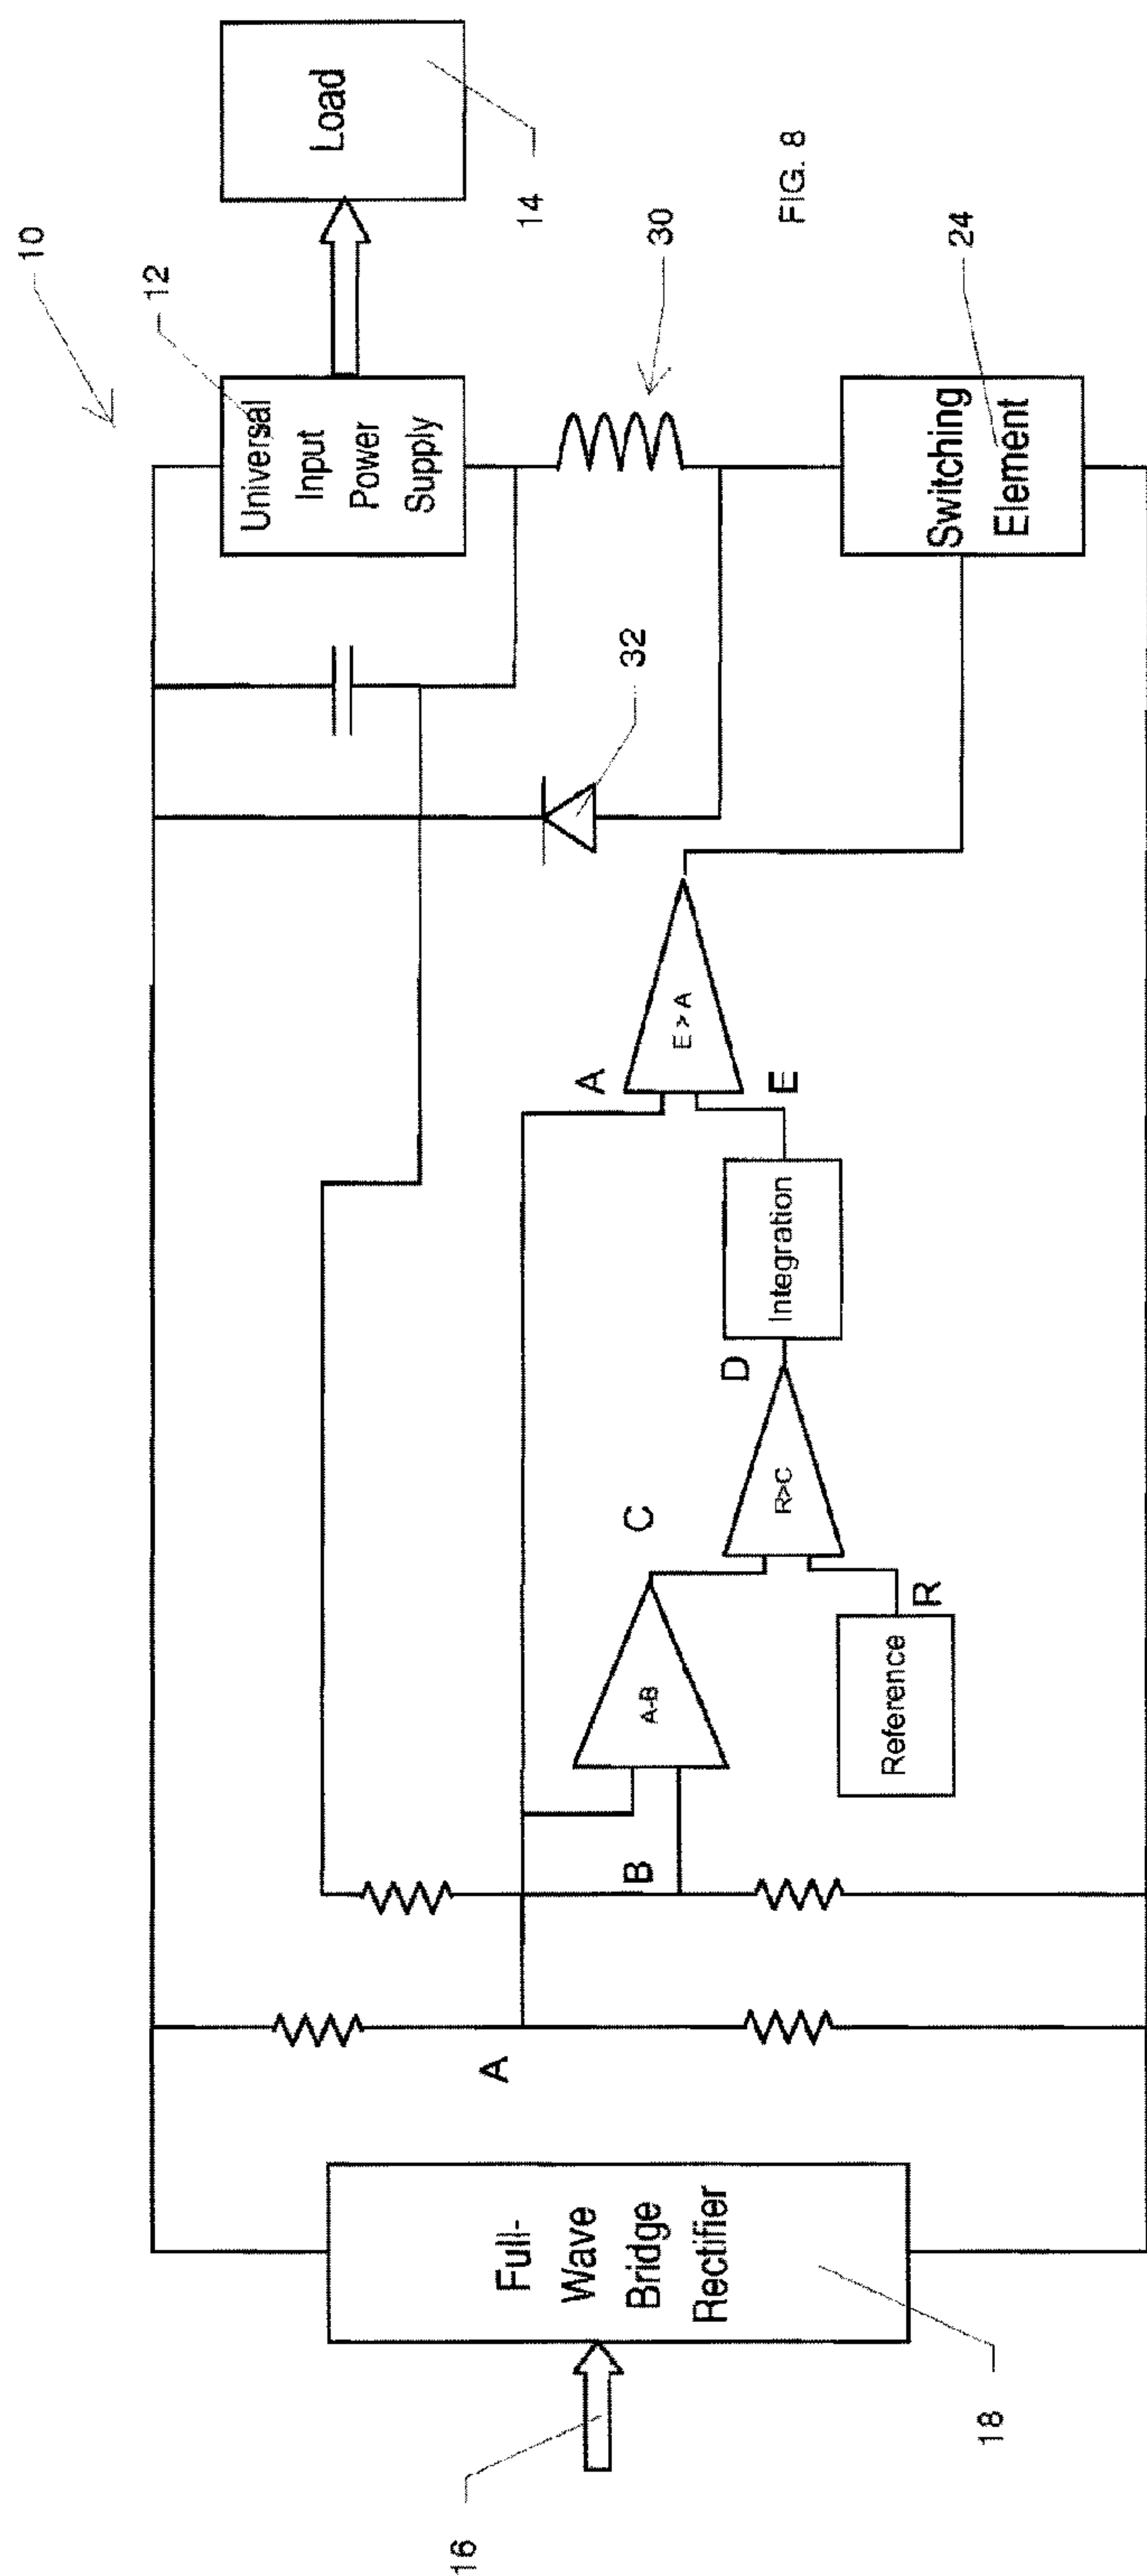 10
12
Universal
Input
Power
Supply
Load
14
16
Full-
Wave
Bridge
Rectifier
18
A
B
A-B
C
Reference
R
R>C
D
Integration
A
E
E > A
32
30
Switching
Element
24
FIG. 8